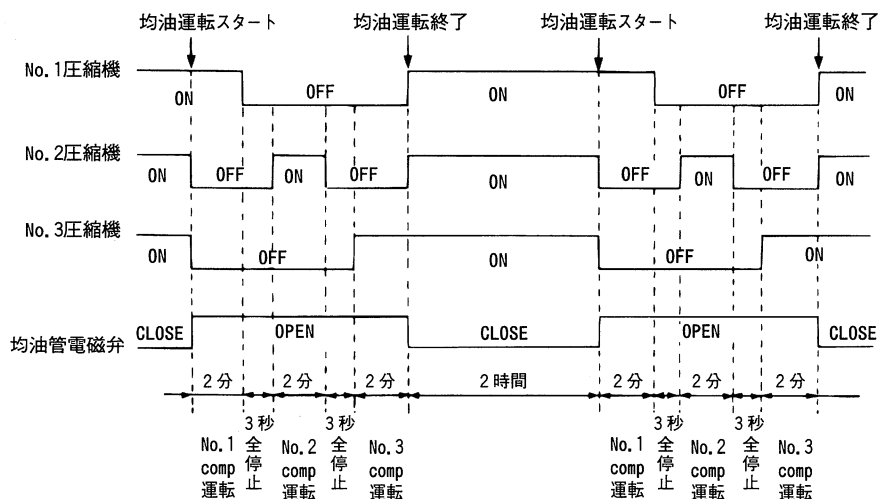 均油運転スタート 均油運転終了 均油運転スタート 均油運転終了
No.1圧縮機
ON OFF ON OFF ON
No.2圧縮機
ON OFF ON OFF ON OFF ON OFF ON
No.3圧縮機
ON OFF ON OFF ON
均油管電磁弁
CLOSE OPEN CLOSE OPEN CLOSE
2分 2分 2分 2時間 2分 2分 2分
No.1 comp 運転
3秒全停止
No.2 comp 運転
3秒全停止
No.3 comp 運転
No.1 comp 運転
3秒全停止
No.2 comp 運転
3秒全停止
No.3 comp 運転